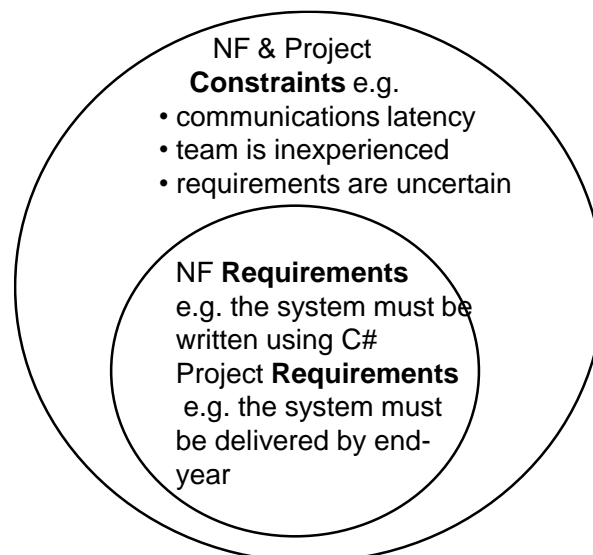 NF & Project
Constraints e.g.
• communications latency
• team is inexperienced
• requirements are uncertain
NF Requirements
e.g. the system must be
written using C#
Project Requirements
e.g. the system must
be delivered by end-
year